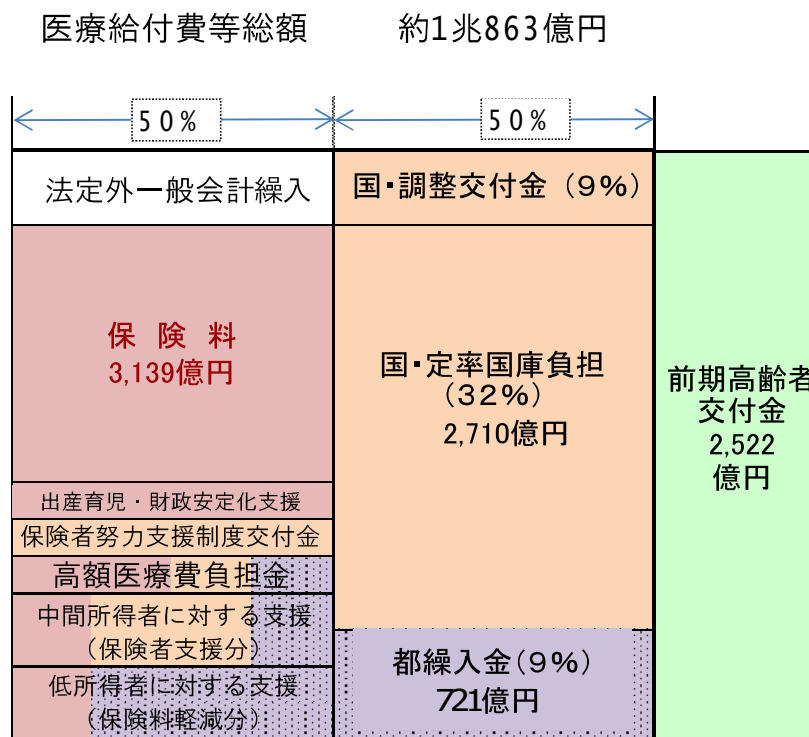 医療給付費等総額　　約1兆863億円
50%
50%
法定外一般会計繰入
国・調整交付金（9%）
保 険 料
3,139億円
国・定率国庫負担
(32%)
2,710億円
前期高齢者
交付金
2,522
億円
出産育児・財政安定化支援
保険者努力支援制度交付金
高額医療費負担金
中間所得者に対する支援
（保険者支援分）
低所得者に対する支援
（保険料軽減分）
都繰入金(9%)
721億円